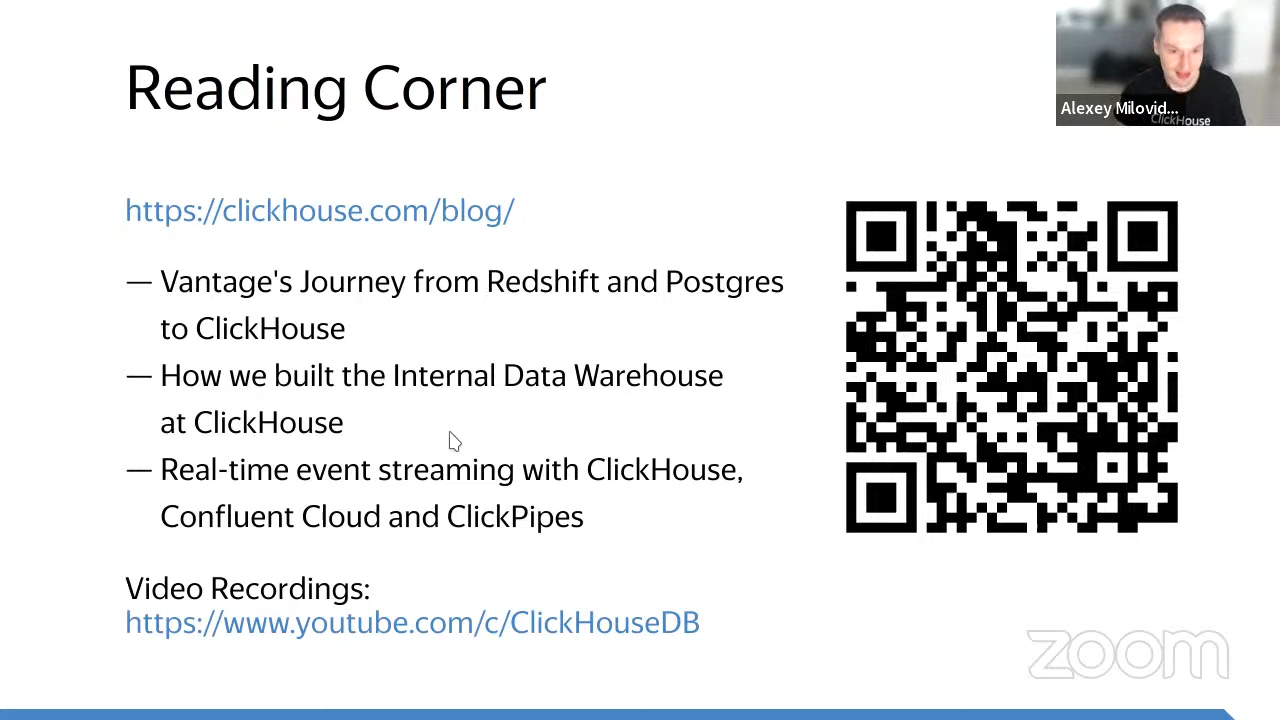 Reading Corner
Alexey Milovid...
ClickHouse
https://clickhouse.com/blog/
— Vantage's Journey from Redshift and Postgres
to ClickHouse
— How we built the Internal Data Warehouse
at ClickHouse
— Real-time event streaming with ClickHouse,
Confluent Cloud and ClickPipes
Video Recordings:
https://www.youtube.com/c/ClickHouseDB
zoom